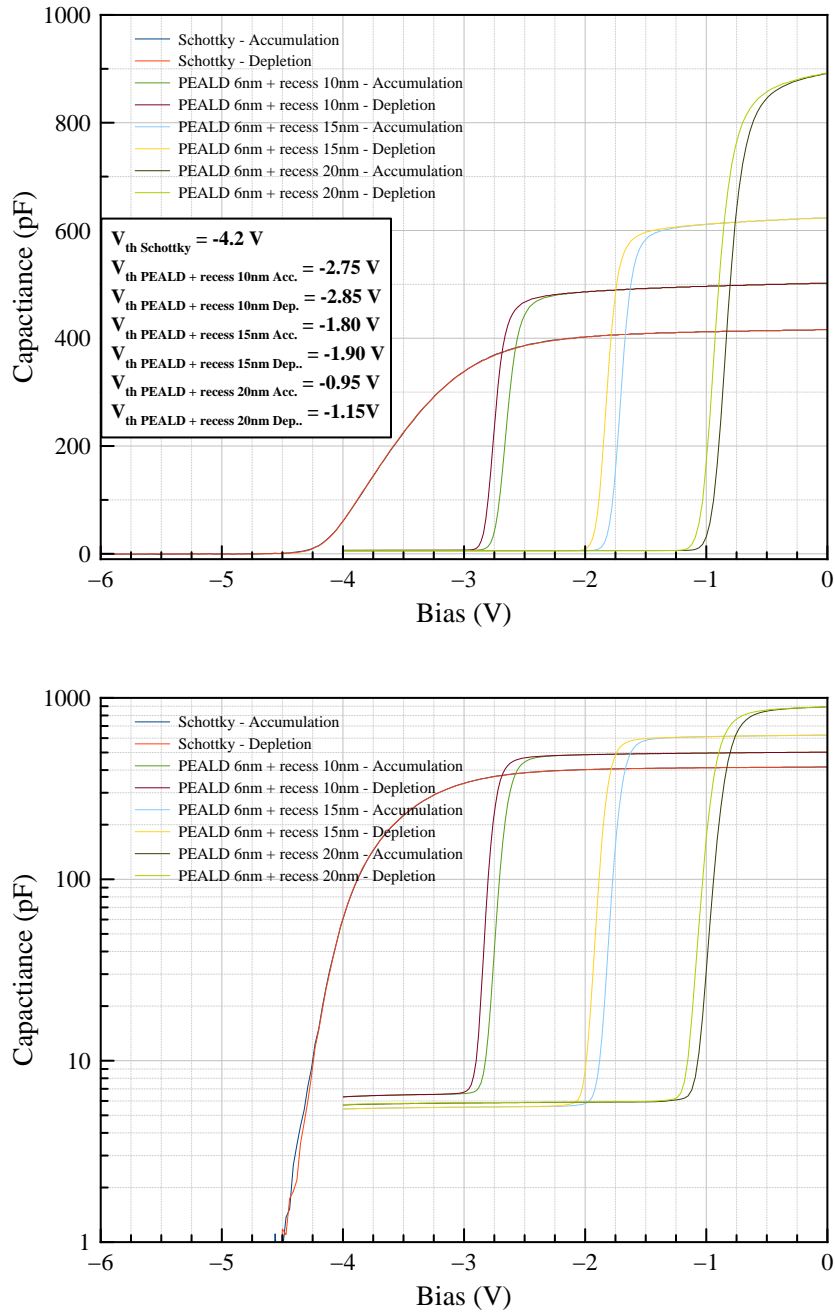 1000
800
600
400
200
0
Capactiance (pF)
Schottky - Accumulation
Schottky - Depletion
PEALD 6nm + recess 10nm - Accumulation
PEALD 6nm + recess 10nm - Depletion
PEALD 6nm + recess 15nm - Accumulation
PEALD 6nm + recess 15nm - Depletion
PEALD 6nm + recess 20nm - Accumulation
PEALD 6nm + recess 20nm - Depletion
Vth Schottky = -4.2 V
Vth PEALD + recess 10nm Acc. = -2.75 V
Vth PEALD + recess 10nm Dep. = -2.85 V
Vth PEALD + recess 15nm Acc. = -1.80 V
Vth PEALD + recess 15nm Dep.. = -1.90 V
Vth PEALD + recess 20nm Acc. = -0.95 V
Vth PEALD + recess 20nm Dep.. = -1.15V
−6 −5 −4 −3 −2 −1 0
Bias (V)
1000
100
10
1
Capactiance (pF)
Schottky - Accumulation
Schottky - Depletion
PEALD 6nm + recess 10nm - Accumulation
PEALD 6nm + recess 10nm - Depletion
PEALD 6nm + recess 15nm - Accumulation
PEALD 6nm + recess 15nm - Depletion
PEALD 6nm + recess 20nm - Accumulation
PEALD 6nm + recess 20nm - Depletion
−6 −5 −4 −3 −2 −1 0
Bias (V)